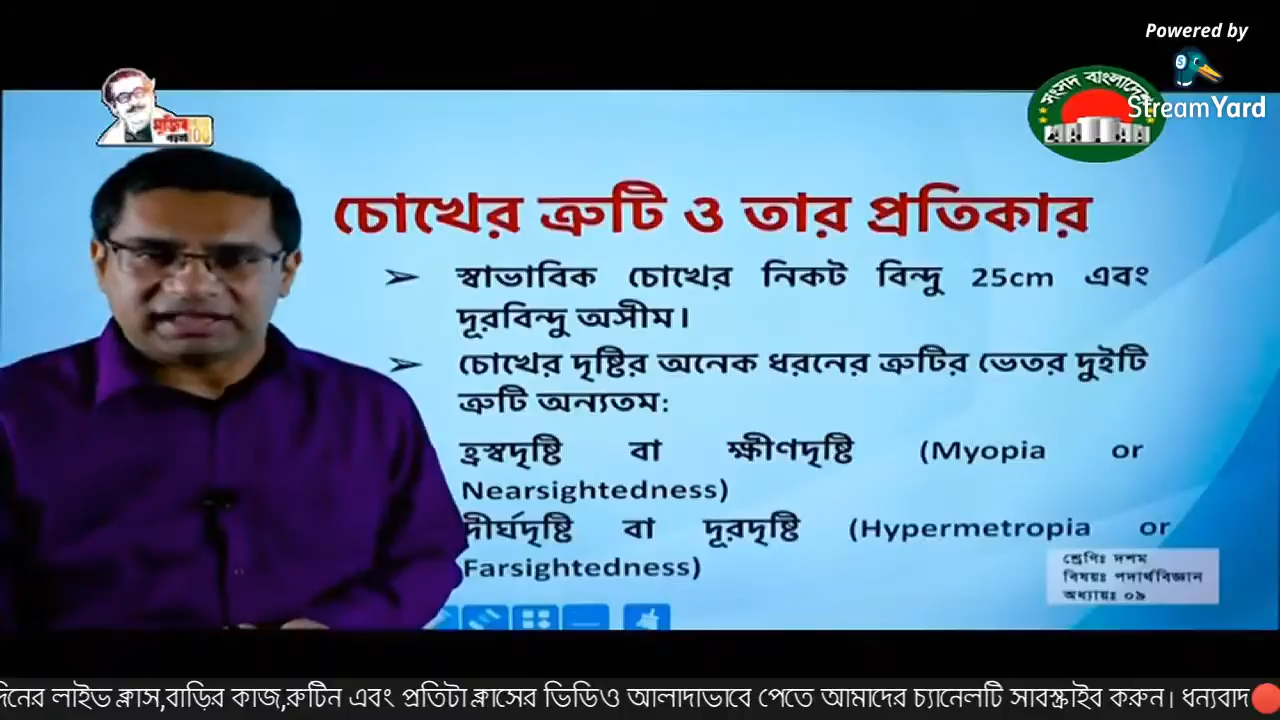 Powered by
StreamYard
সংসদ বাংলাদেশ
মুজিব
100
চোখের ত্রুটি ও তার প্রতিকার
➢ স্বাভাবিক চোখের নিকট বিন্দু 25cm এবং
দূরবিন্দু অসীম।
➢ চোখের দৃষ্টির অনেক ধরনের ত্রুটির ভেতর দুইটি
ত্রুটি অন্যতম:
হ্রস্বদৃষ্টি বা ক্ষীণদৃষ্টি (Myopia or
Nearsightedness)
দীর্ঘদৃষ্টি বা দূরদৃষ্টি (Hypermetropia or
Farsightedness)
শ্রেণিঃ দশম
বিষয়ঃ পদার্থবিজ্ঞান
অধ্যায়ঃ ০৯
দিনের লাইভ ক্লাস,বাড়ির কাজ,রুটিন এবং প্রতিটা ক্লাসের ভিডিও আলাদাভাবে পেতে আমাদের চ্যানেলটি সাবস্ক্রাইব করুন। ধন্যবাদ